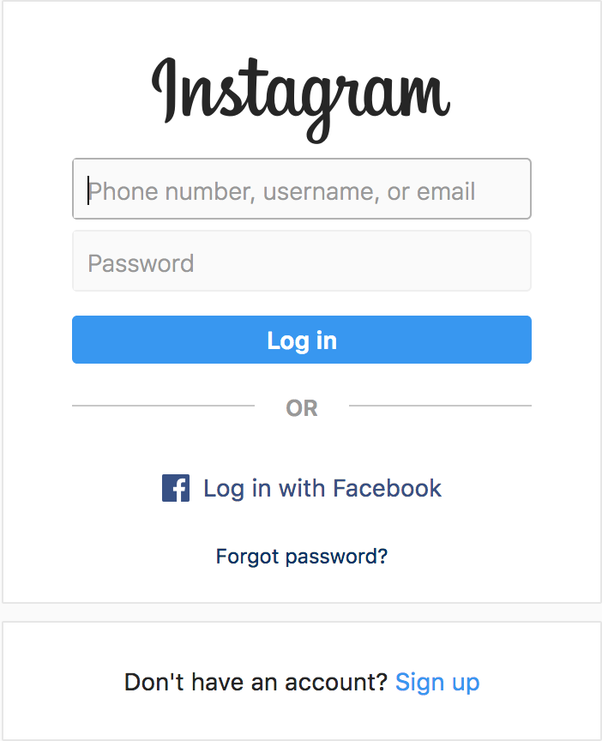 Instagram
Phone number, username, or email
Password
Log in
OR
Log in with Facebook
Forgot password?
Don't have an account? Sign up